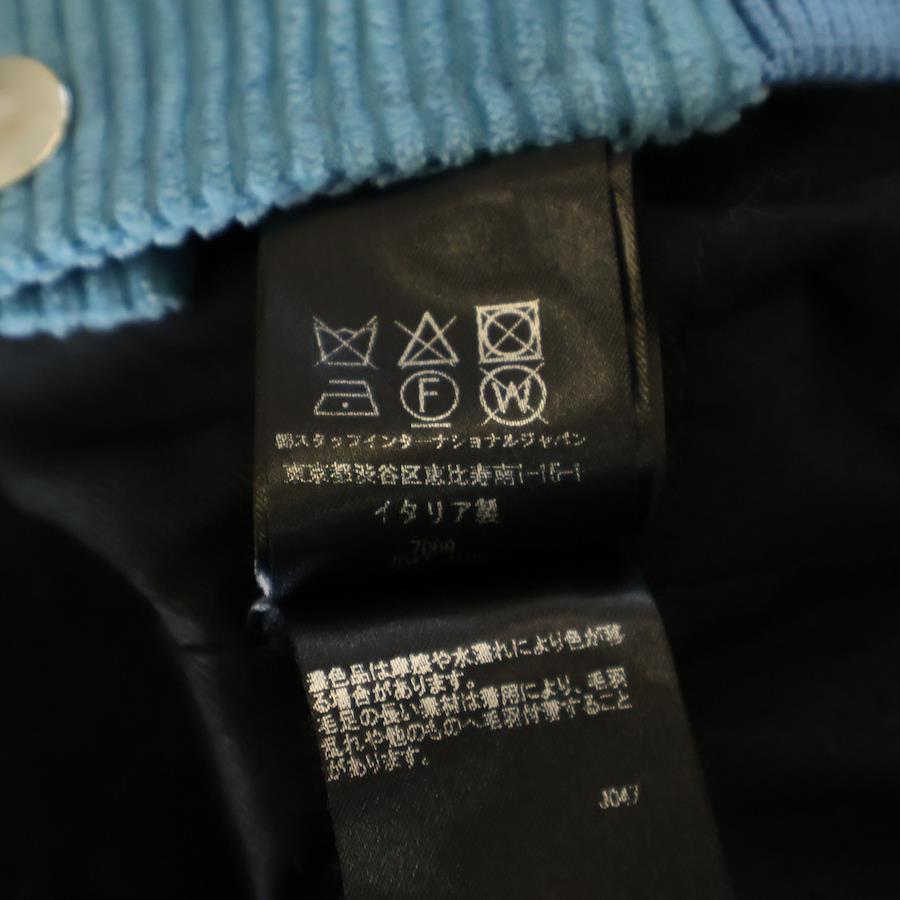 F W
㈱スタッフインターナショナルジャパン
東京都渋谷区恵比寿南1-15-1
イタリア製
濃色品は摩擦や水濡れにより色が移
る場合があります。
毛足の長い素材は着用により、毛羽
乱れや他のものへ毛羽付着すること
があります。
J047